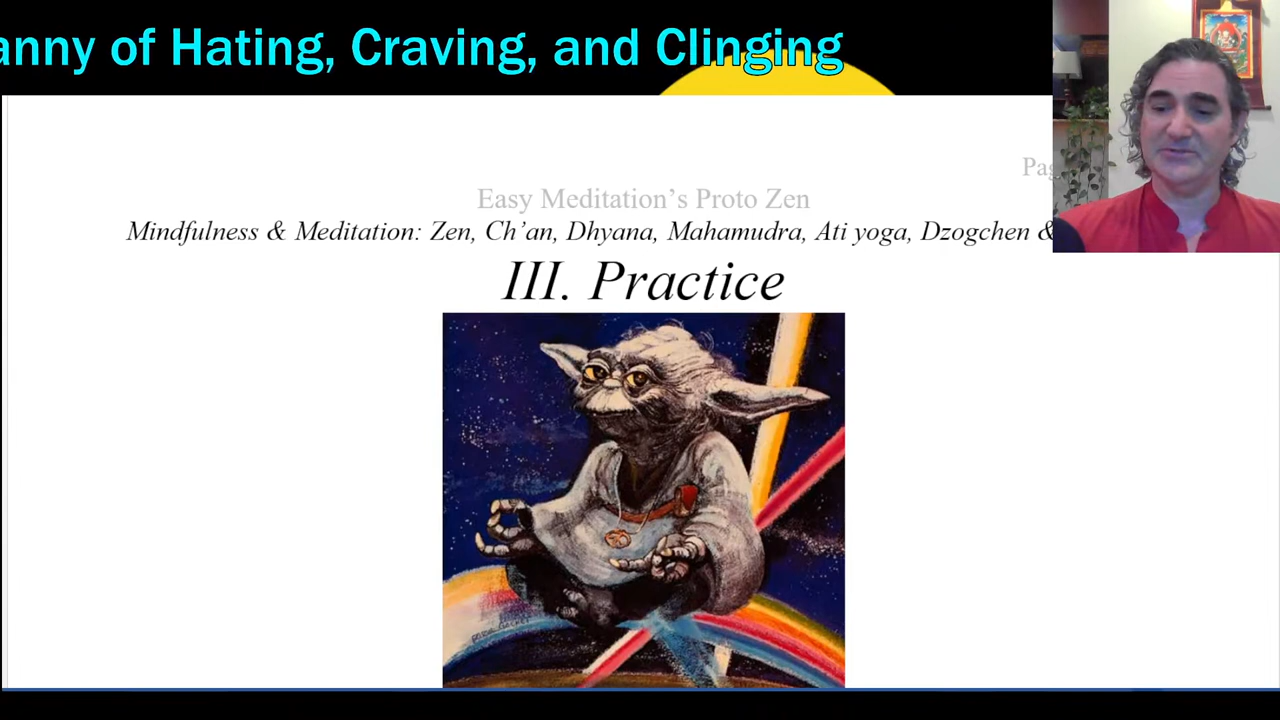 anny of Hating, Craving, and Clinging
Easy Meditation's Proto Zen
Mindfulness & Meditation: Zen, Ch'an, Dhyana, Mahamudra, Ati yoga, Dzogchen &
III. Practice